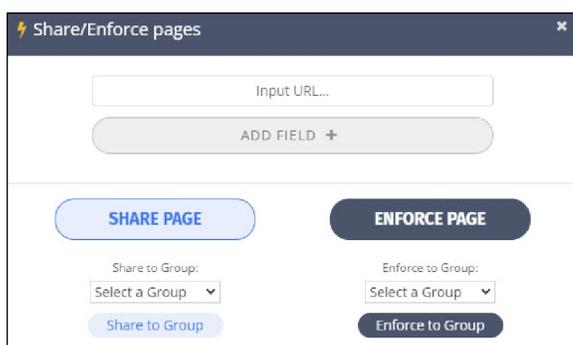 Share/Enforce pages
Input URL...
ADD FIELD +
SHARE PAGE
ENFORCE PAGE
Share to Group:
Enforce to Group:
Select a Group
Select a Group
Share to Group
Enforce to Group